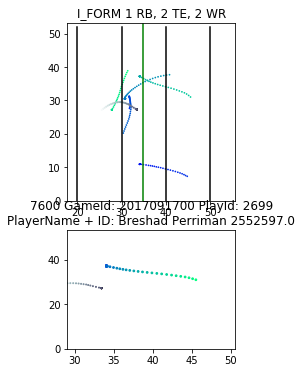 I_FORM 1 RB, 2 TE, 2 WR
50
40
30
20
10
0
20 30 40 50
7600 GameId: 2017091700 PlayId: 2699
PlayerName + ID: Breshad Perriman 2552597.0
40
20
0
30 35 40 45 50